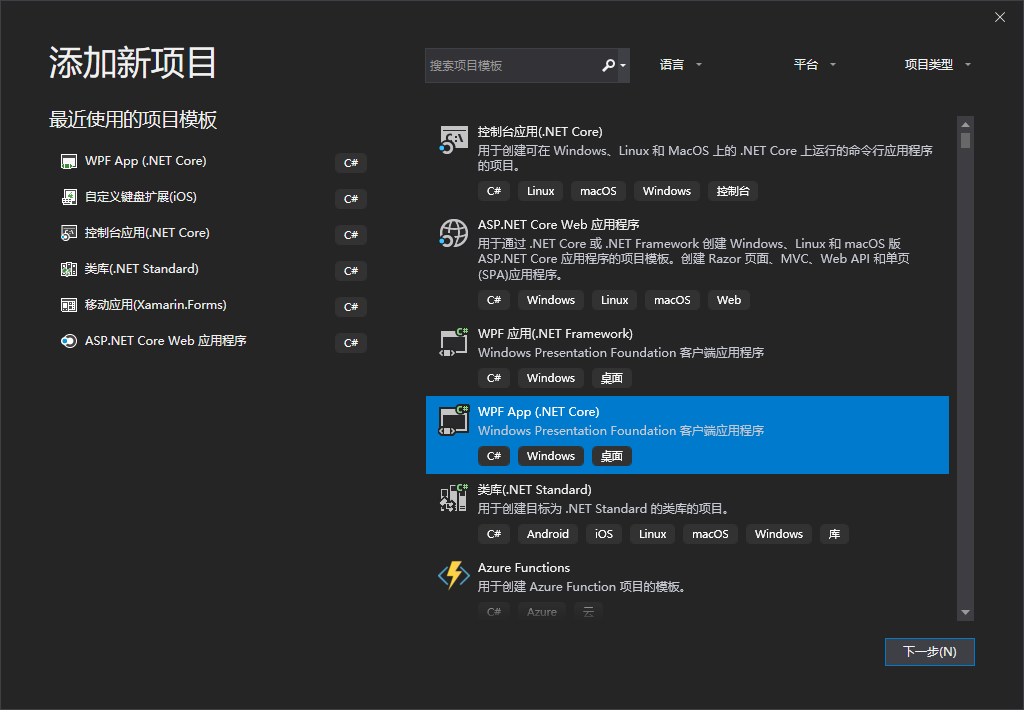 添加新项目
搜索项目模板
语言
平台
项目类型
最近使用的项目模板
WPF App (.NET Core)
C#
自定义键盘扩展(iOS)
C#
控制台应用(.NET Core)
C#
类库(.NET Standard)
C#
移动应用(Xamarin.Forms)
C#
ASP.NET Core Web 应用程序
C#
控制台应用(.NET Core)
用于创建可在 Windows、Linux 和 MacOS 上的 .NET Core 上运行的命令行应用程序
的项目。
C# Linux macOS Windows 控制台
ASP.NET Core Web 应用程序
用于通过 .NET Core 或 .NET Framework 创建 Windows、Linux 和 macOS 版
ASP.NET Core 应用程序的项目模板。创建 Razor 页面、MVC、Web API 和单页
(SPA)应用程序。
C# Windows Linux macOS Web
WPF 应用(.NET Framework)
Windows Presentation Foundation 客户端应用程序
C# Windows 桌面
WPF App (.NET Core)
Windows Presentation Foundation 客户端应用程序
C# Windows 桌面
类库(.NET Standard)
用于创建目标为 .NET Standard 的类库的项目。
C# Android iOS Linux macOS Windows 库
Azure Functions
用于创建 Azure Function 项目的模板。
C# Azure 云
下一步(N)